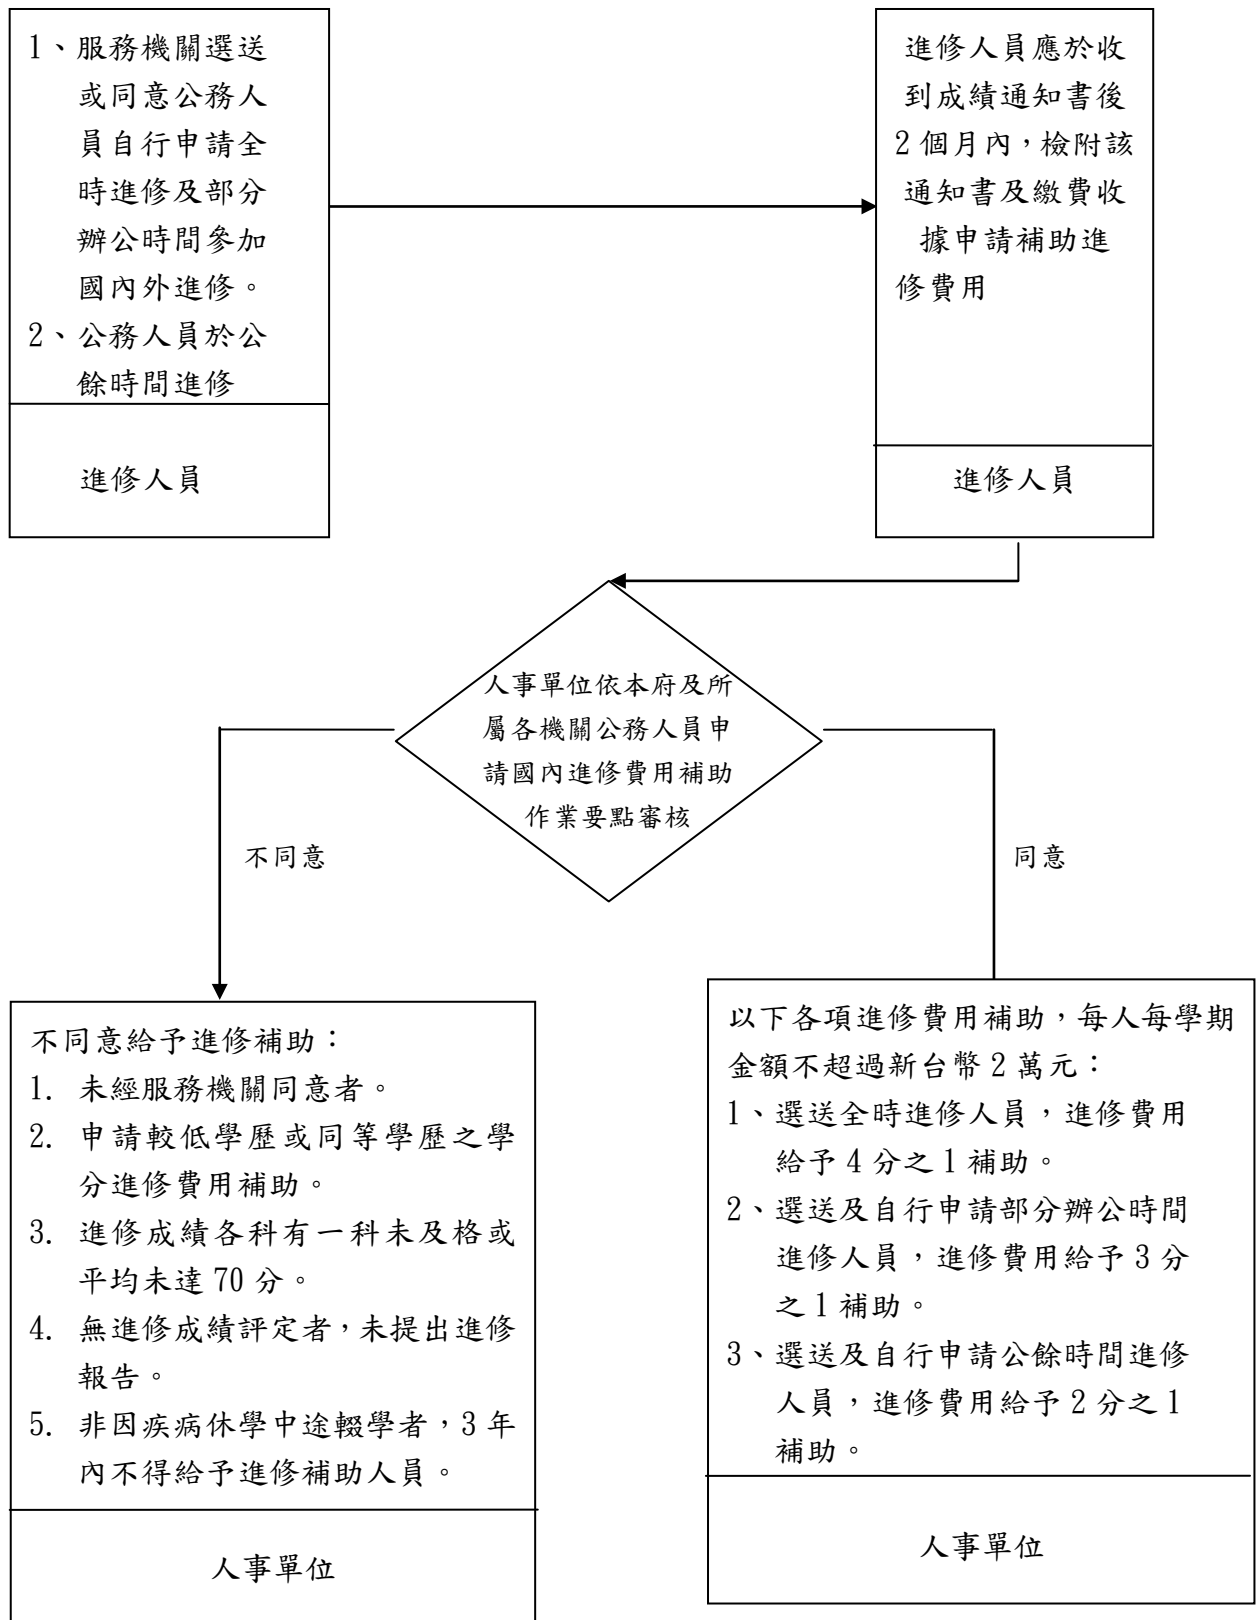 1、服務機關選送
或同意公務人
員自行申請全
時進修及部分
辦公時間參加
國內外進修。
2、公務人員於公
餘時間進修
進修人員
進修人員應於收
到成績通知書後
2個月內，檢附該
通知書及繳費收
據申請補助進
修費用
進修人員
人事單位依本府及所
屬各機關公務人員申
請國內進修費用補助
作業要點審核
不同意
同意
不同意給予進修補助：
1. 未經服務機關同意者。
2. 申請較低學歷或同等學歷之學
分進修費用補助。
3. 進修成績各科有一科未及格或
平均未達70分。
4. 無進修成績評定者，未提出進修
報告。
5. 非因疾病休學中途輟學者，3年
內不得給予進修補助人員。
人事單位
以下各項進修費用補助，每人每學期
金額不超過新台幣2萬元：
1、選送全時進修人員，進修費用
給予4分之1補助。
2、選送及自行申請部分辦公時間
進修人員，進修費用給予3分
之1補助。
3、選送及自行申請公餘時間進修
人員，進修費用給予2分之1
補助。
人事單位